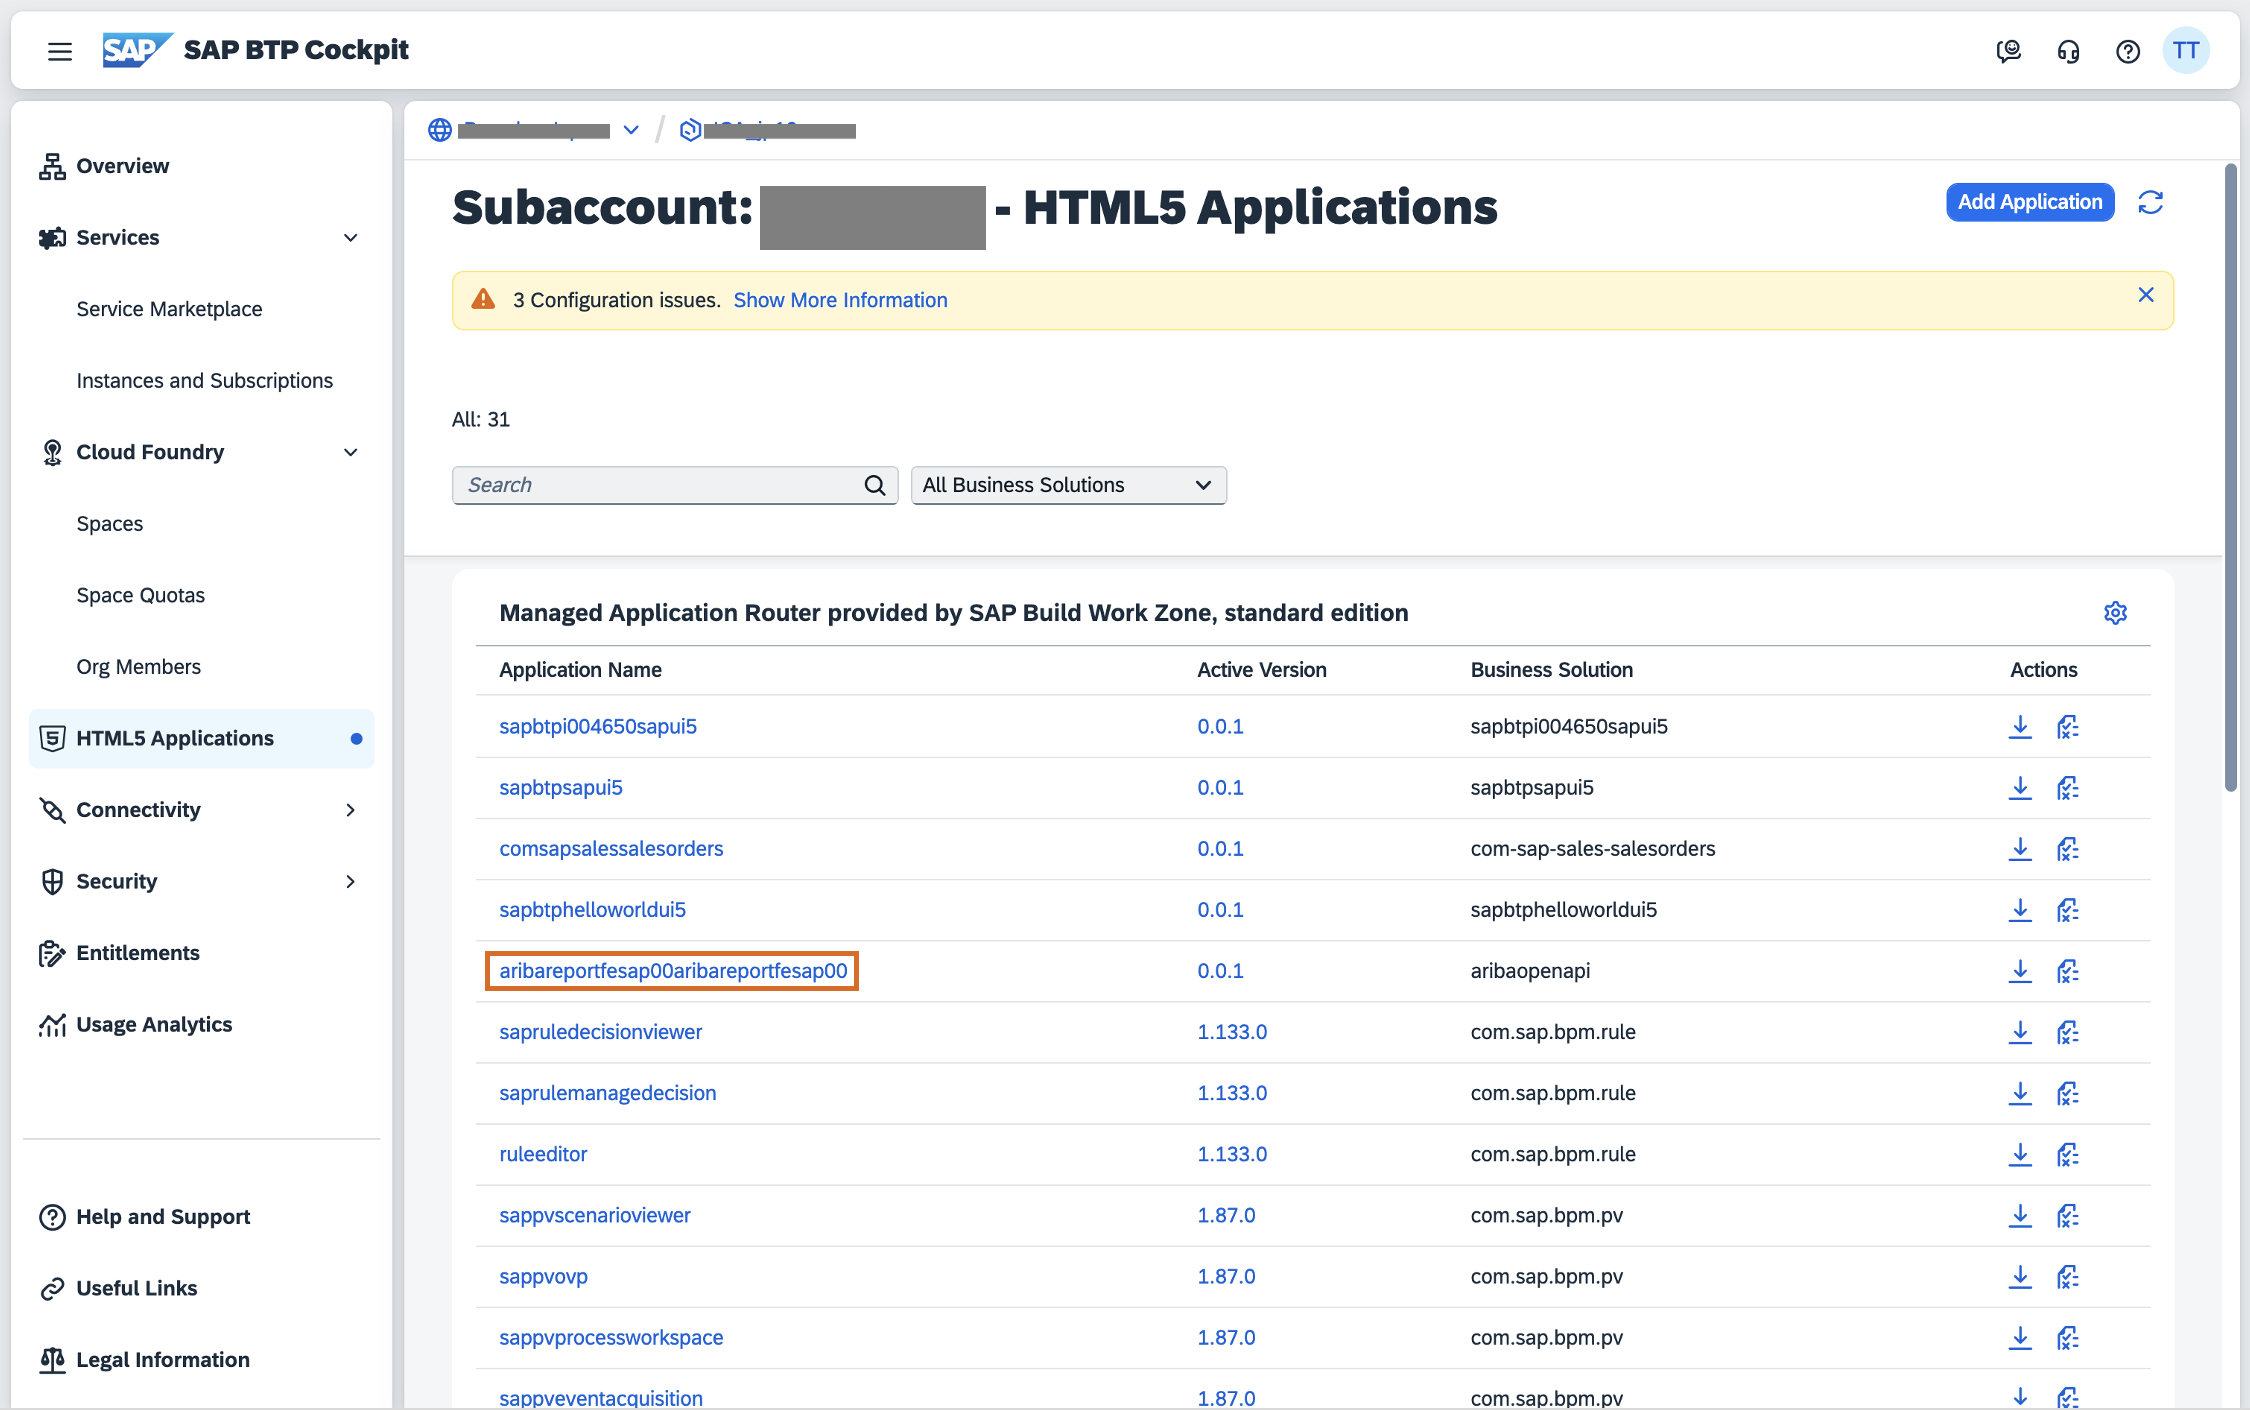 SAP SAP BTP Cockpit TT
Overview
Services
Service Marketplace
Instances and Subscriptions
Cloud Foundry
Spaces
Space Quotas
Org Members
HTML5 Applications
Connectivity
Security
Entitlements
Usage Analytics
Help and Support
Useful Links
Legal Information
/
Subaccount: - HTML5 Applications
Add Application
3 Configuration issues. Show More Information
All: 31
Search
All Business Solutions
Managed Application Router provided by SAP Build Work Zone, standard edition
Application Name Active Version Business Solution Actions
sapbtpi004650sapui5 0.0.1 sapbtpi004650sapui5
sapbtpsapui5 0.0.1 sapbtpsapui5
comsapsalessalesorders 0.0.1 com-sap-sales-salesorders
sapbtphelloworldui5 0.0.1 sapbtphelloworldui5
aribareportfesap00aribareportfesap00 0.0.1 aribaopenapi
sapruledecisionviewer 1.133.0 com.sap.bpm.rule
saprulemanagedecision 1.133.0 com.sap.bpm.rule
ruleeditor 1.133.0 com.sap.bpm.rule
sappvscenarioviewer 1.87.0 com.sap.bpm.pv
sappvovp 1.87.0 com.sap.bpm.pv
sappvprocessworkspace 1.87.0 com.sap.bpm.pv
sappveventacquisition 1.87.0 com.sap.bpm.pv